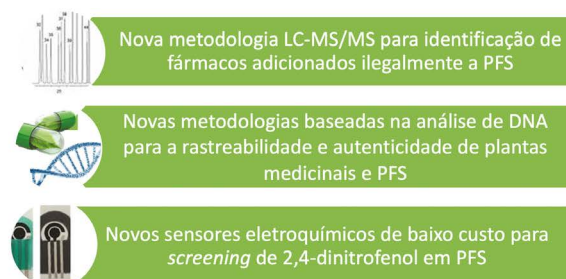 Nova metodologia LC-MS/MS para identificação de
fármacos adicionados ilegalmente a PFS
Novas metodologias baseadas na análise de DNA
para a rastreabilidade e autenticidade de plantas
medicinais e PFS
Novos sensores eletroquímicos de baixo custo para
screening de 2,4-dinitrofenol em PFS